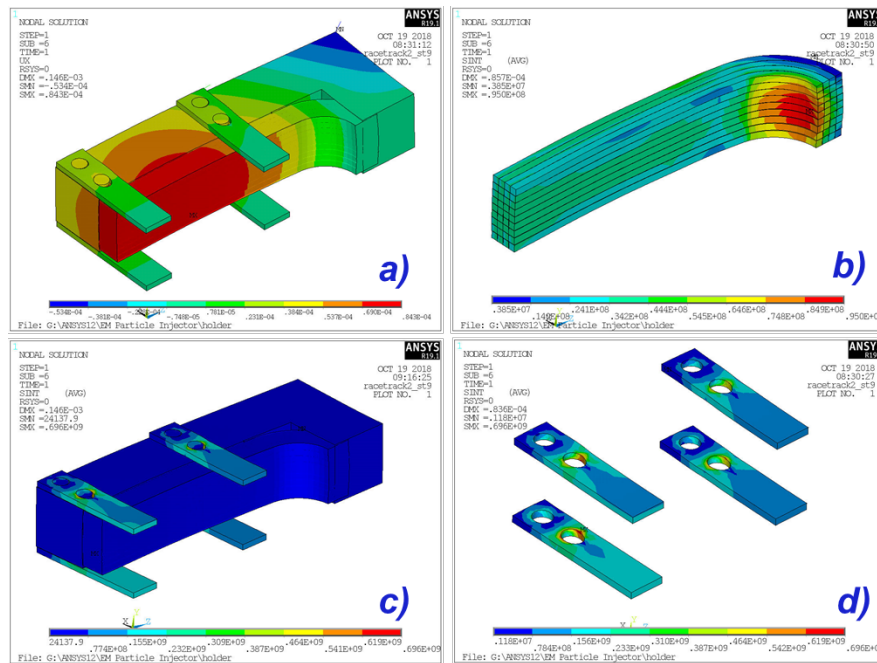 1
NODAL SOLUTION
STEP=1
SUB =6
TIME=1
UX
RSYS=0
DMX =.146E-03
SMN =-.534E-04
SMX =.843E-04
ANSYS
R19.1
OCT 19 2018
08:31:12
racetrack2_st9
PLOT NO. 1
a)
-.534E-04
-.381E-04
-.748E-05
.781E-05
.231E-04
.384E-04
.537E-04
.690E-04
.843E-04
File: G:\ANSYS12\EM Particle Injector\holder
1
NODAL SOLUTION
STEP=1
SUB =6
TIME=1
SINT (AVG)
RSYS=0
DMX =.857E-04
SMN =.385E+07
SMX =.950E+08
ANSYS
R19.1
OCT 19 2018
08:30:50
racetrack2_st9
PLOT NO. 1
b)
.385E+07
.241E+08
.342E+08
.444E+08
.545E+08
.646E+08
.748E+08
.849E+08
.950E+08
File: G:\ANSYS12\EM Particle Injector\holder
1
NODAL SOLUTION
STEP=1
SUB =6
TIME=1
SINT (AVG)
RSYS=0
DMX =.146E-03
SMN =24137.9
SMX =.696E+09
ANSYS
R19.1
OCT 19 2018
09:16:25
racetrack2_st9
PLOT NO. 1
Y
X Z
c)
24137.9
.774E+08
.155E+09
.232E+09
.309E+09
.387E+09
.464E+09
.541E+09
.619E+09
.696E+09
File: G:\ANSYS12\EM Particle Injector\holder
1
NODAL SOLUTION
STEP=1
SUB =6
TIME=1
SINT (AVG)
RSYS=0
DMX =.836E-04
SMN =.118E+07
SMX =.696E+09
ANSYS
R19.1
OCT 19 2018
08:30:27
racetrack2_st9
PLOT NO. 1
d)
X
.118E+07
.784E+08
.156E+09
.233E+09
.310E+09
.387E+09
.464E+09
.542E+09
.619E+09
.696E+09
File: G:\ANSYS12\EM Particle Injector\holder